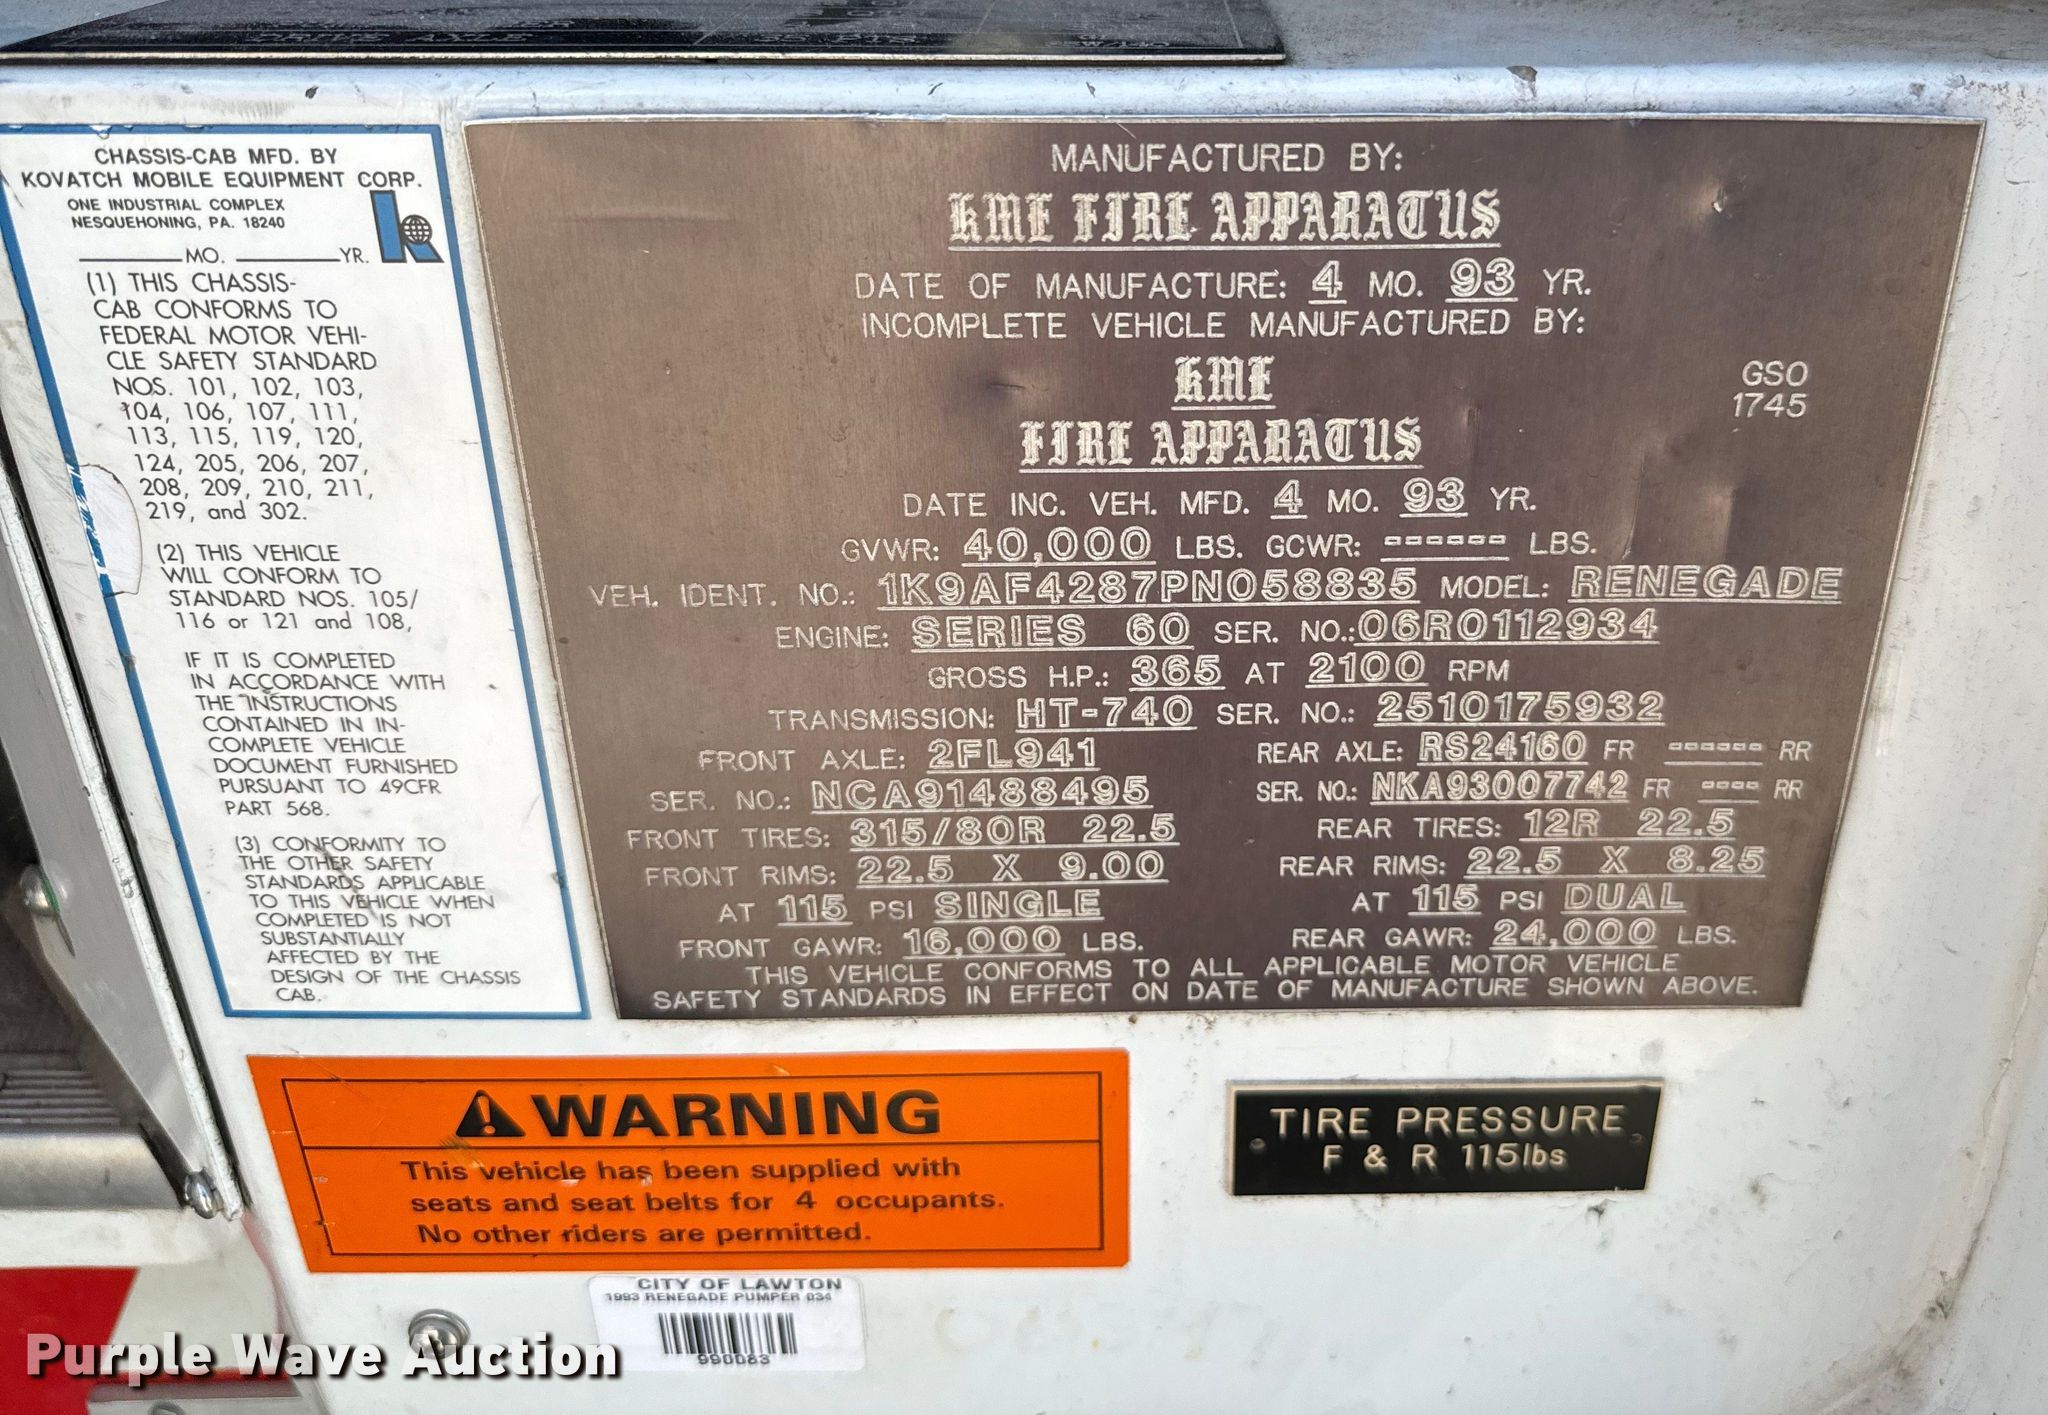 DRIVE AXLE
CHASSIS-CAB MFD. BY
KOVATCH MOBILE EQUIPMENT CORP.
ONE INDUSTRIAL COMPLEX
NESQUEHONING, PA. 18240
MO. YR.
(1) THIS CHASSIS-
CAB CONFORMS TO
FEDERAL MOTOR VEHI-
CLE SAFETY STANDARD
NOS. 101, 102, 103,
104, 106, 107, 111,
113, 115, 119, 120,
124, 205, 206, 207,
208, 209, 210, 211,
219, and 302.
(2) THIS VEHICLE
WILL CONFORM TO
STANDARD NOS. 105/
116 or 121 and 108,
IF IT IS COMPLETED
IN ACCORDANCE WITH
THE INSTRUCTIONS
CONTAINED IN IN-
COMPLETE VEHICLE
DOCUMENT FURNISHED
PURSUANT TO 49CFR
PART 568.
(3) CONFORMITY TO
THE OTHER SAFETY
STANDARDS APPLICABLE
TO THIS VEHICLE WHEN
COMPLETED IS NOT
SUBSTANTIALLY
AFFECTED BY THE
DESIGN OF THE CHASSIS
CAB.
MANUFACTURED BY:
KME FIRE APPARATUS
DATE OF MANUFACTURE: 4 MO. 93 YR.
INCOMPLETE VEHICLE MANUFACTURED BY:
KME
FIRE APPARATUS
GSO
1745
DATE INC. VEH. MFD. 4 MO. 93 YR.
GVWR: 40,000 LBS. GCWR: ------ LBS.
VEH. IDENT. NO.: 1K9AF4287PN058835 MODEL: RENEGADE
ENGINE: SERIES 60 SER. NO.:06R0112934
GROSS H.P.: 365 AT 2100 RPM
TRANSMISSION: HT-740 SER. NO.: 2510175932
FRONT AXLE: 2FL941 REAR AXLE: RS24160 FR ------ RR
SER. NO.: NCA91488495 SER. NO.: NKA93007742 FR ---- RR
FRONT TIRES: 315/80R 22.5 REAR TIRES: 12R 22.5
FRONT RIMS: 22.5 X 9.00 REAR RIMS: 22.5 X 8.25
AT 115 PSI SINGLE AT 115 PSI DUAL
FRONT GAWR: 16,000 LBS. REAR GAWR: 24,000 LBS.
THIS VEHICLE CONFORMS TO ALL APPLICABLE MOTOR VEHICLE
SAFETY STANDARDS IN EFFECT ON DATE OF MANUFACTURE SHOWN ABOVE.
WARNING
This vehicle has been supplied with
seats and seat belts for 4 occupants.
No other riders are permitted.
TIRE PRESSURE
F & R 115lbs
CITY OF LAWTON
1993 RENEGADE PUMPER 034
990083
Purple Wave Auction